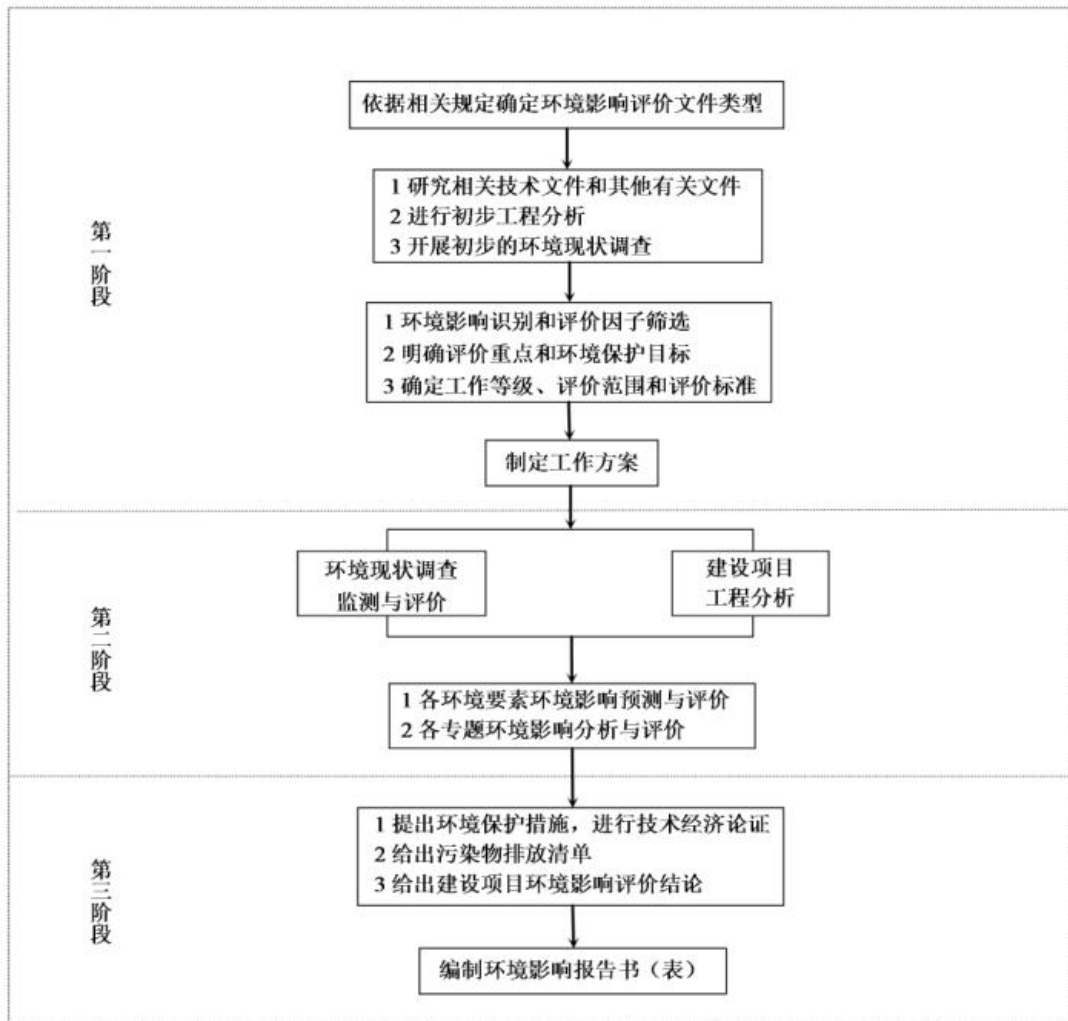 依据相关规定确定环境影响评价文件类型
第一阶段
1 研究相关技术文件和其他有关文件
2 进行初步工程分析
3 开展初步的环境现状调查
1 环境影响识别和评价因子筛选
2 明确评价重点和环境保护目标
3 确定工作等级、评价范围和评价标准
制定工作方案
第二阶段
环境现状调查
监测与评价
建设项目
工程分析
1 各环境要素环境影响预测与评价
2 各专题环境影响分析与评价
第三阶段
1 提出环境保护措施，进行技术经济论证
2 给出污染物排放清单
3 给出建设项目环境影响评价结论
编制环境影响报告书（表）